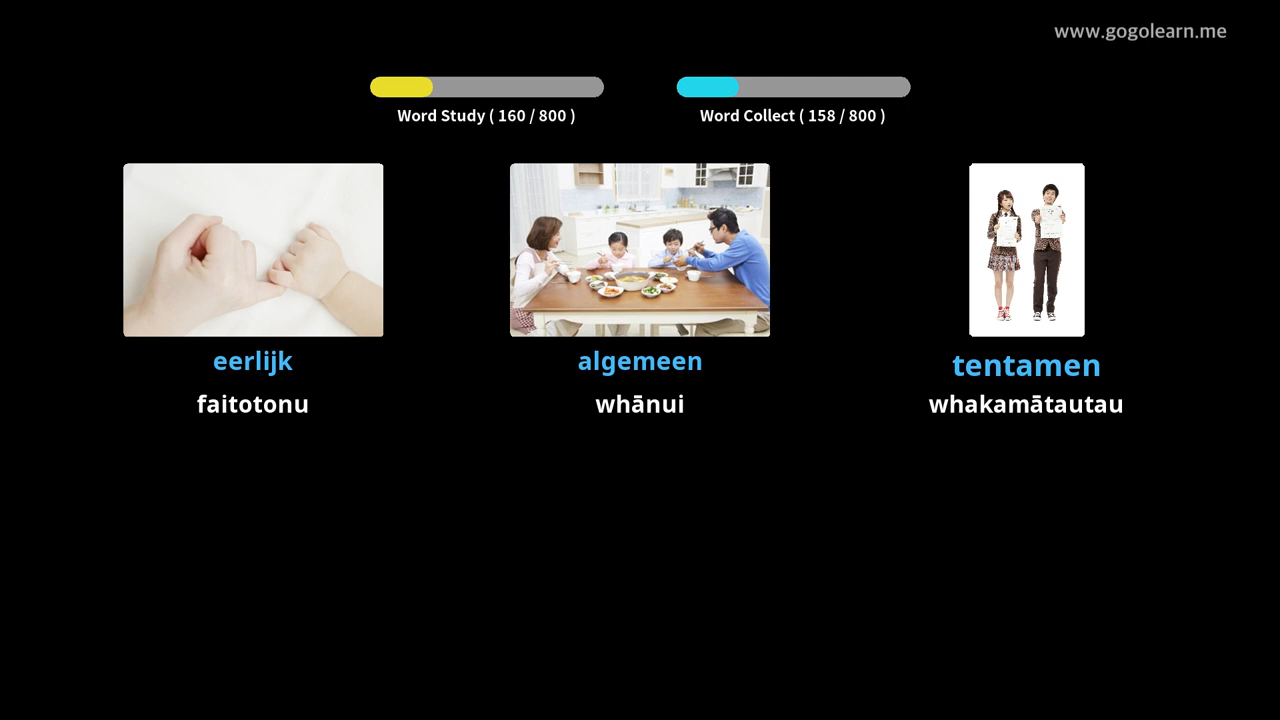 www.gogolearn.me
Word Study ( 160 / 800 )
Word Collect ( 158 / 800 )
eerlijk
algemeen
tentamen
faitotonu
whānui
whakamātautau